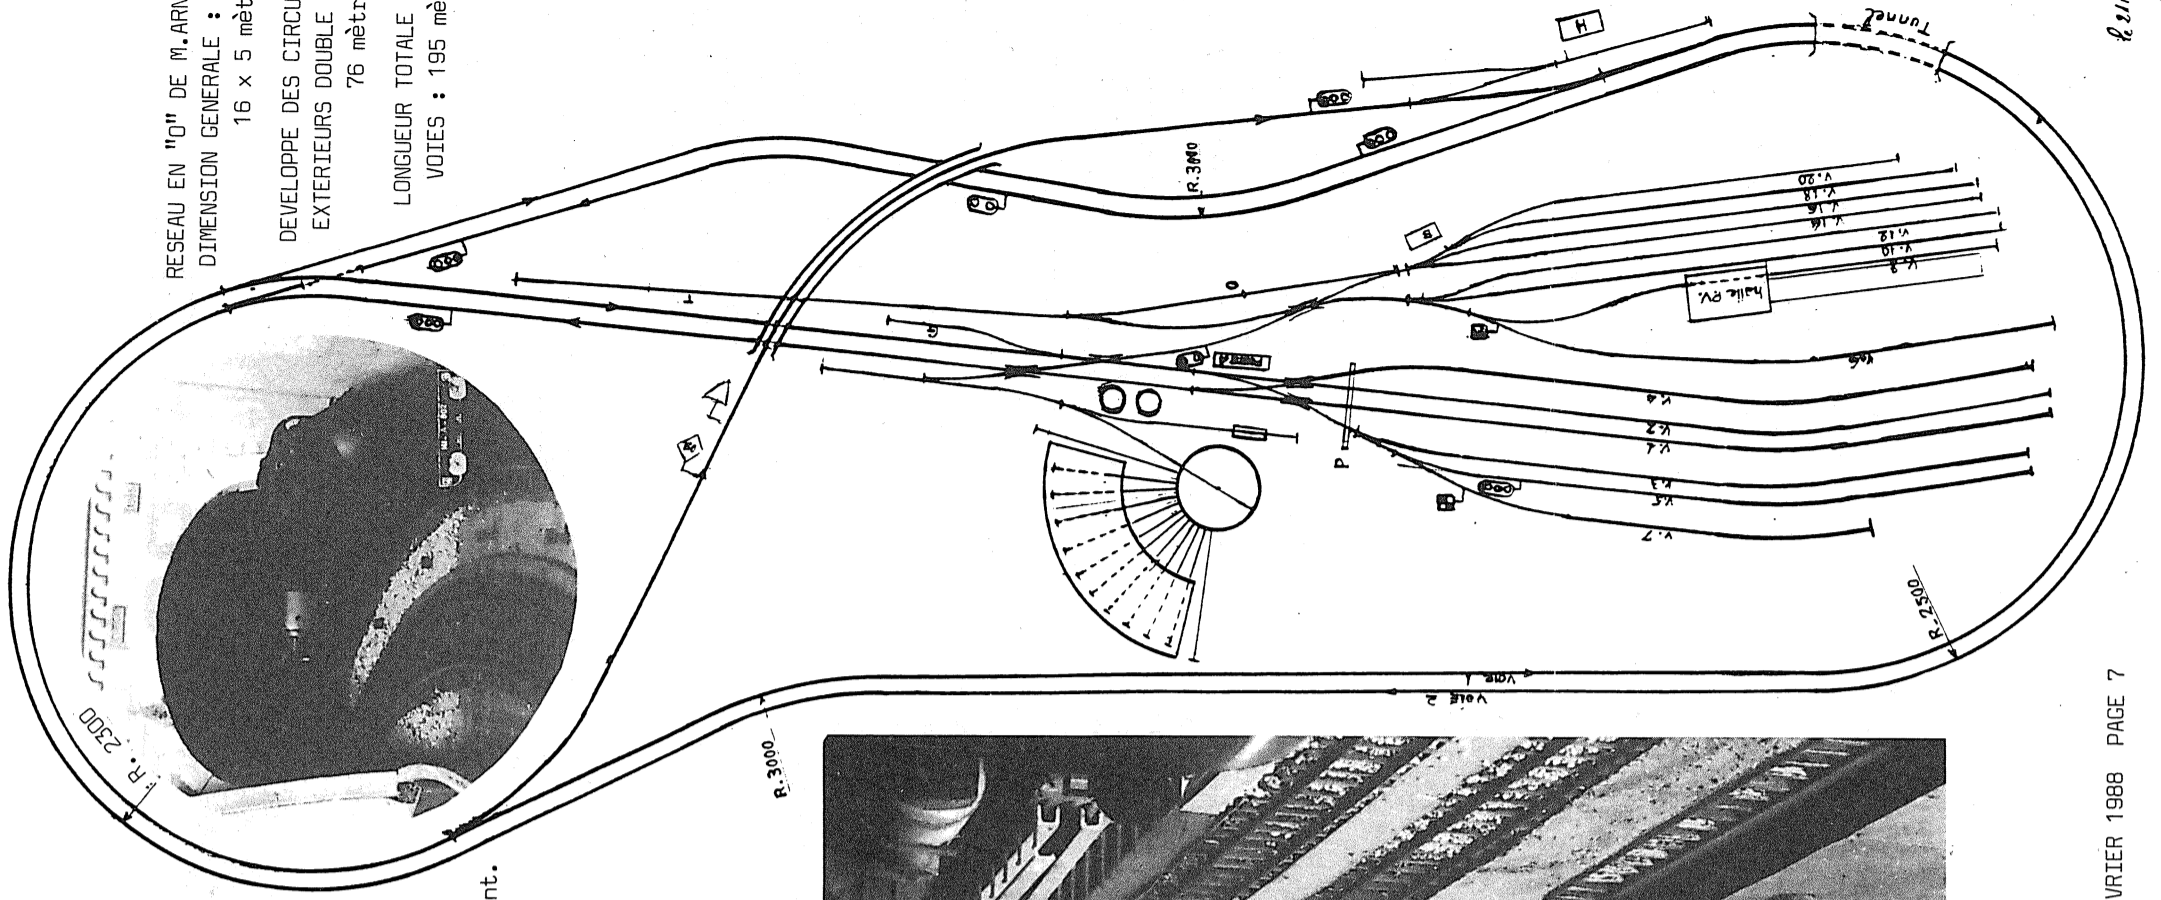 RESEAU EN "O" DE M.ARN
DIMENSION GENERALE :
16 x 5 mèt
DEVELOPPE DES CIRCU
EXTERIEURS DOUBLE
76 mètr
LONGUEUR TOTALE
VOIES : 195 mè
R. 2300
R.3000
R.3000
R.2500
Tunnel
H
B
O
T
G
P
halle RV.
V.20
V.18
V.16
V.14
V.12
V.10
V.8
V.4
V.2
V.1
V.3
V.5
V.7
Voie 1
Voie 2
nt.
VRIER 1988 PAGE 7